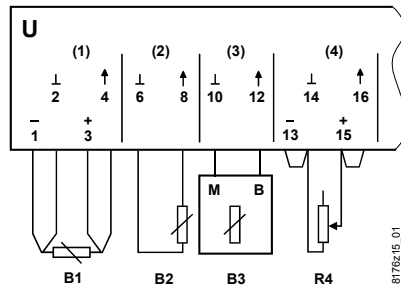 U
(1) (2) (3) (4)
⊥ ↑ ⊥ ↑ ⊥ ↑ ⊥ ↑
2 4 6 8 10 12 14 16
– + – +
1 3 13 15
M B
B1 B2 B3 R4
8176z15_01